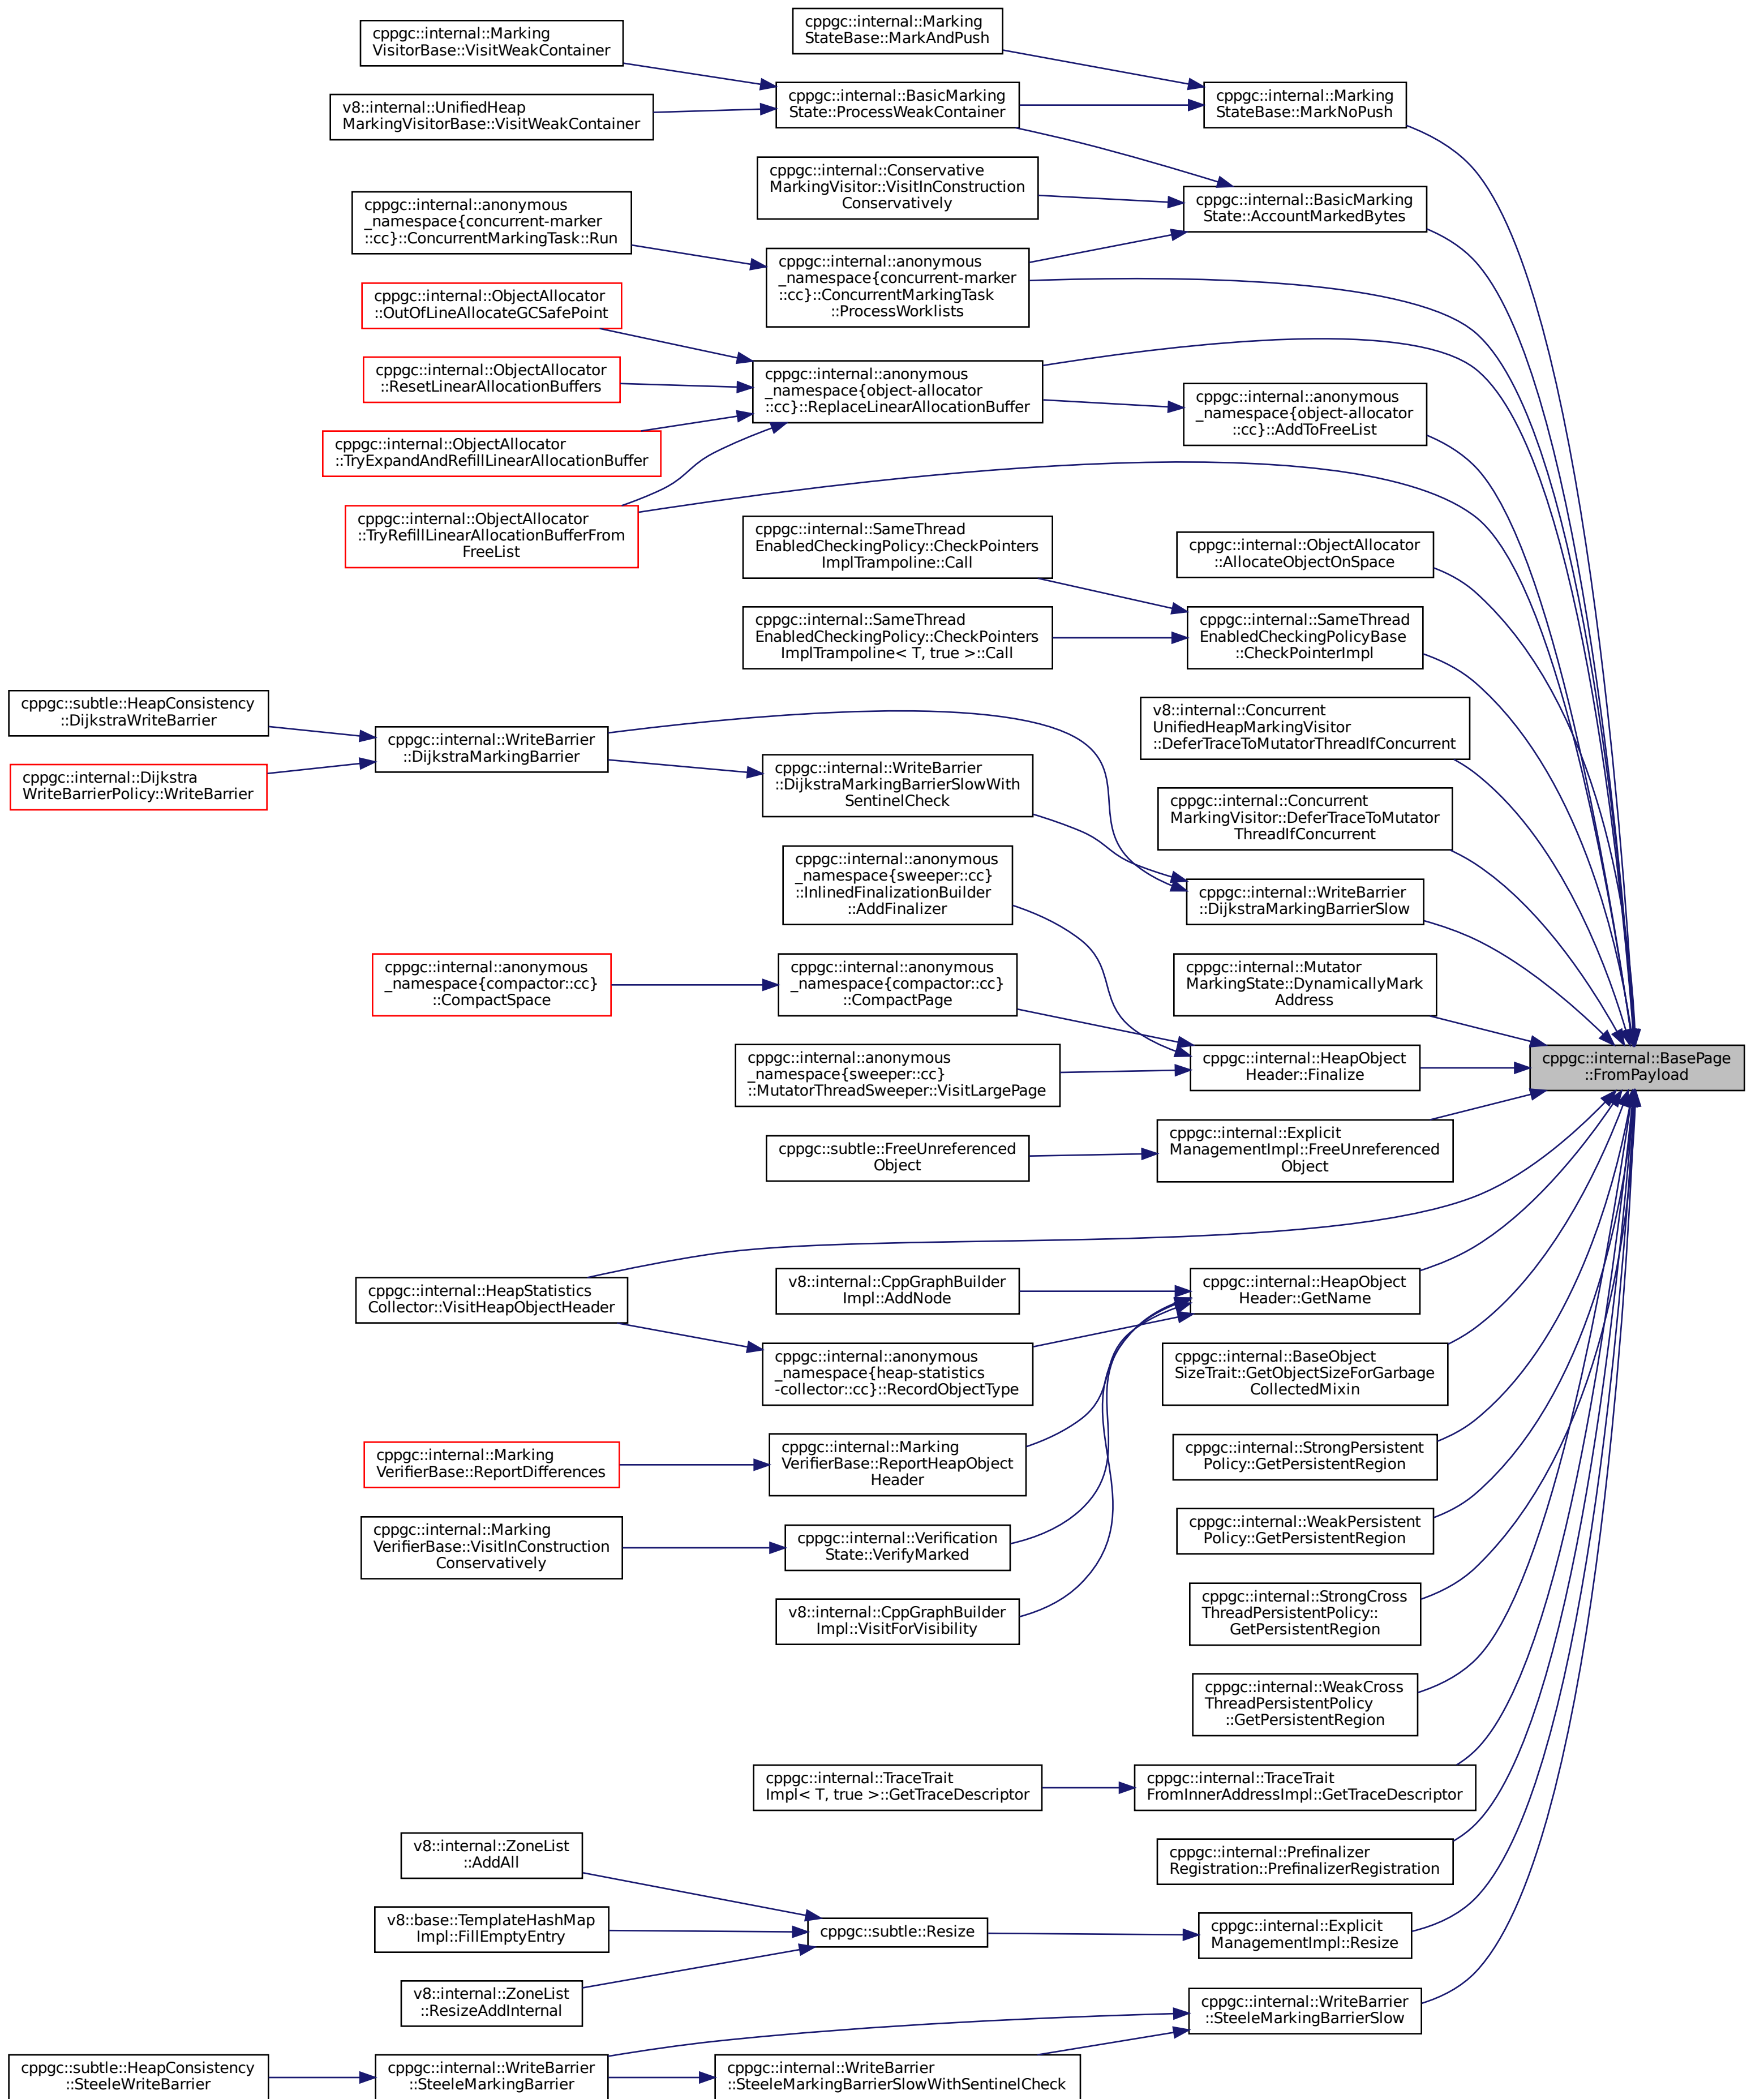 cppgc::internal::Marking
StateBase::MarkAndPush
cppgc::internal::Marking
VisitorBase::VisitWeakContainer
cppgc::internal::BasicMarking
State::ProcessWeakContainer
cppgc::internal::Marking
StateBase::MarkNoPush
v8::internal::UnifiedHeap
MarkingVisitorBase::VisitWeakContainer
cppgc::internal::Conservative
MarkingVisitor::VisitInConstruction
Conservatively
cppgc::internal::BasicMarking
State::AccountMarkedBytes
cppgc::internal::anonymous
_namespace{concurrent-marker
::cc}::ConcurrentMarkingTask::Run
cppgc::internal::anonymous
_namespace{concurrent-marker
::cc}::ConcurrentMarkingTask
::ProcessWorklists
cppgc::internal::ObjectAllocator
::OutOfLineAllocateGCSafePoint
cppgc::internal::ObjectAllocator
::ResetLinearAllocationBuffers
cppgc::internal::anonymous
_namespace{object-allocator
::cc}::ReplaceLinearAllocationBuffer
cppgc::internal::anonymous
_namespace{object-allocator
::cc}::AddToFreeList
cppgc::internal::ObjectAllocator
::TryExpandAndRefillLinearAllocationBuffer
cppgc::internal::ObjectAllocator
::TryRefillLinearAllocationBufferFrom
FreeList
cppgc::internal::SameThread
EnabledCheckingPolicy::CheckPointers
ImplTrampoline::Call
cppgc::internal::ObjectAllocator
::AllocateObjectOnSpace
cppgc::internal::SameThread
EnabledCheckingPolicy::CheckPointers
ImplTrampoline< T, true >::Call
cppgc::internal::SameThread
EnabledCheckingPolicyBase
::CheckPointerImpl
cppgc::subtle::HeapConsistency
::DijkstraWriteBarrier
cppgc::internal::WriteBarrier
::DijkstraMarkingBarrier
v8::internal::Concurrent
UnifiedHeapMarkingVisitor
::DeferTraceToMutatorThreadIfConcurrent
cppgc::internal::Dijkstra
WriteBarrierPolicy::WriteBarrier
cppgc::internal::WriteBarrier
::DijkstraMarkingBarrierSlowWith
SentinelCheck
cppgc::internal::Concurrent
MarkingVisitor::DeferTraceToMutator
ThreadIfConcurrent
cppgc::internal::anonymous
_namespace{sweeper::cc}
::InlinedFinalizationBuilder
::AddFinalizer
cppgc::internal::WriteBarrier
::DijkstraMarkingBarrierSlow
cppgc::internal::anonymous
_namespace{compactor::cc}
::CompactSpace
cppgc::internal::anonymous
_namespace{compactor::cc}
::CompactPage
cppgc::internal::Mutator
MarkingState::DynamicallyMark
Address
cppgc::internal::anonymous
_namespace{sweeper::cc}
::MutatorThreadSweeper::VisitLargePage
cppgc::internal::HeapObject
Header::Finalize
cppgc::internal::BasePage
::FromPayload
cppgc::subtle::FreeUnreferenced
Object
cppgc::internal::Explicit
ManagementImpl::FreeUnreferenced
Object
cppgc::internal::HeapStatistics
Collector::VisitHeapObjectHeader
v8::internal::CppGraphBuilder
Impl::AddNode
cppgc::internal::HeapObject
Header::GetName
cppgc::internal::anonymous
_namespace{heap-statistics
-collector::cc}::RecordObjectType
cppgc::internal::BaseObject
SizeTrait::GetObjectSizeForGarbage
CollectedMixin
cppgc::internal::Marking
VerifierBase::ReportDifferences
cppgc::internal::Marking
VerifierBase::ReportHeapObject
Header
cppgc::internal::StrongPersistent
Policy::GetPersistentRegion
cppgc::internal::Marking
VerifierBase::VisitInConstruction
Conservatively
cppgc::internal::Verification
State::VerifyMarked
cppgc::internal::WeakPersistent
Policy::GetPersistentRegion
v8::internal::CppGraphBuilder
Impl::VisitForVisibility
cppgc::internal::StrongCross
ThreadPersistentPolicy::
GetPersistentRegion
cppgc::internal::WeakCross
ThreadPersistentPolicy
::GetPersistentRegion
cppgc::internal::TraceTrait
Impl< T, true >::GetTraceDescriptor
cppgc::internal::TraceTrait
FromInnerAddressImpl::GetTraceDescriptor
v8::internal::ZoneList
::AddAll
cppgc::internal::Prefinalizer
Registration::PrefinalizerRegistration
v8::base::TemplateHashMap
Impl::FillEmptyEntry
cppgc::subtle::Resize
cppgc::internal::Explicit
ManagementImpl::Resize
v8::internal::ZoneList
::ResizeAddInternal
cppgc::internal::WriteBarrier
::SteeleMarkingBarrierSlow
cppgc::subtle::HeapConsistency
::SteeleWriteBarrier
cppgc::internal::WriteBarrier
::SteeleMarkingBarrier
cppgc::internal::WriteBarrier
::SteeleMarkingBarrierSlowWithSentinelCheck